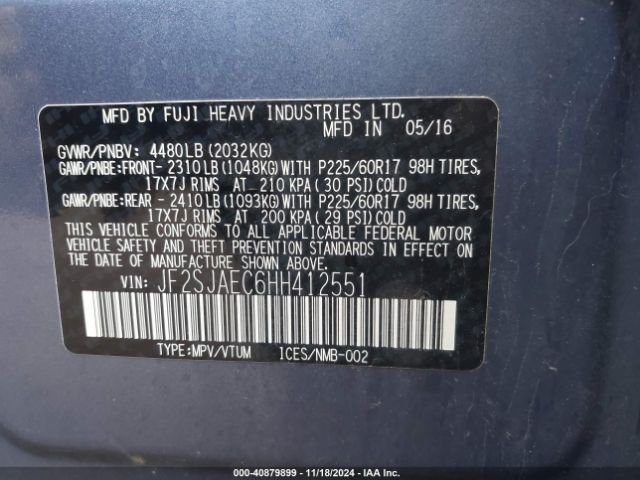 MFD BY FUJI HEAVY INDUSTRIES LTD.
MFD IN 05/16
GVWR/PNBV: 4480LB(2032KG)
GAWR/PNBE:FRONT- 2310LB(1048KG)WITH P225/60R17 98H TIRES,
17X7J RIMS AT 210 KPA( 30 PSI)COLD
GAWR/PNBE:REAR - 2410LB(1093KG)WITH P225/60R17 98H TIRES,
17X7J RIMS AT 200 KPA( 29 PSI)COLD
THIS VEHICLE CONFORMS TO ALL APPLICABLE FEDERAL MOTOR
VEHICLE SAFETY AND THEFT PREVENTION STANDARDS IN EFFECT ON
THE DATE OF MANUFACTURE SHOWN ABOVE.
VIN: JF2SJAEC6HH412551
TYPE:MPV/VTUM ICES/NMB-002
00-40879899 - 11/18/2024 - IAAI.com